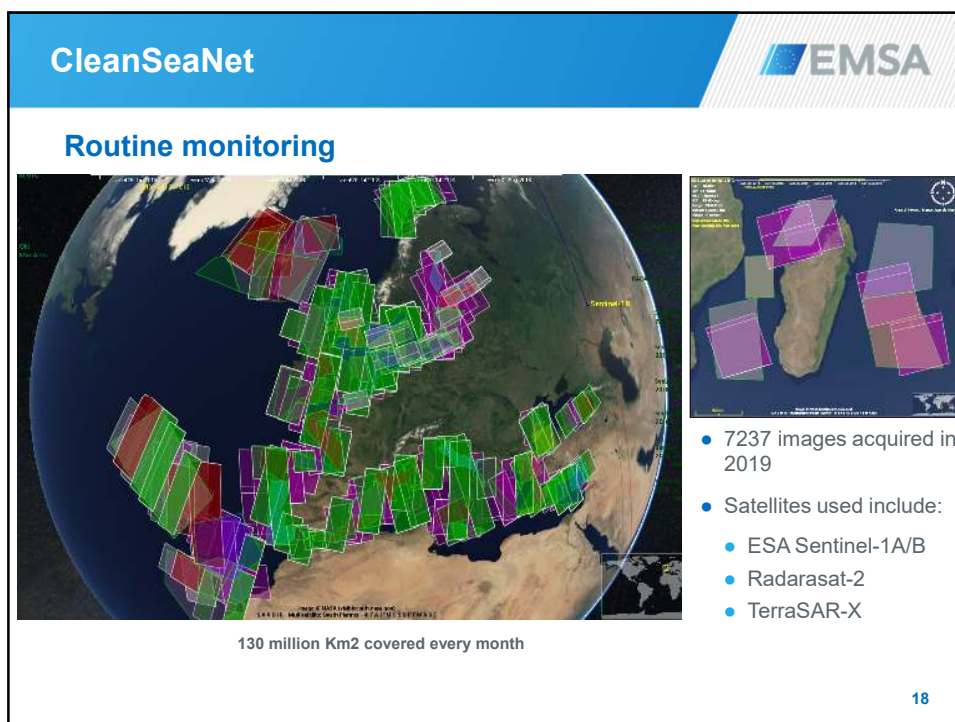 CleanSeaNet
EMSA
Routine monitoring
Sentinel-1B
7237 images acquired in
2019
Satellites used include:
ESA Sentinel-1A/B
Radarasat-2
TerraSAR-X
130 million Km2 covered every month
18